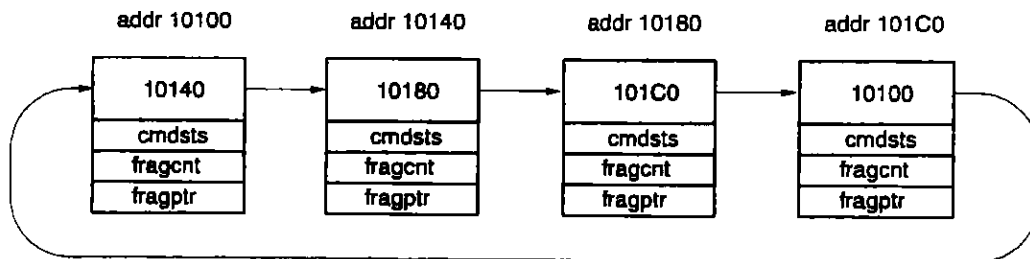 addr 10100 addr 10140 addr 10180 addr 101C0
10140 10180 101C0 10100
cmdsts cmdsts cmdsts cmdsts
fragcnt fragcnt fragcnt fragcnt
fragptr fragptr fragptr fragptr